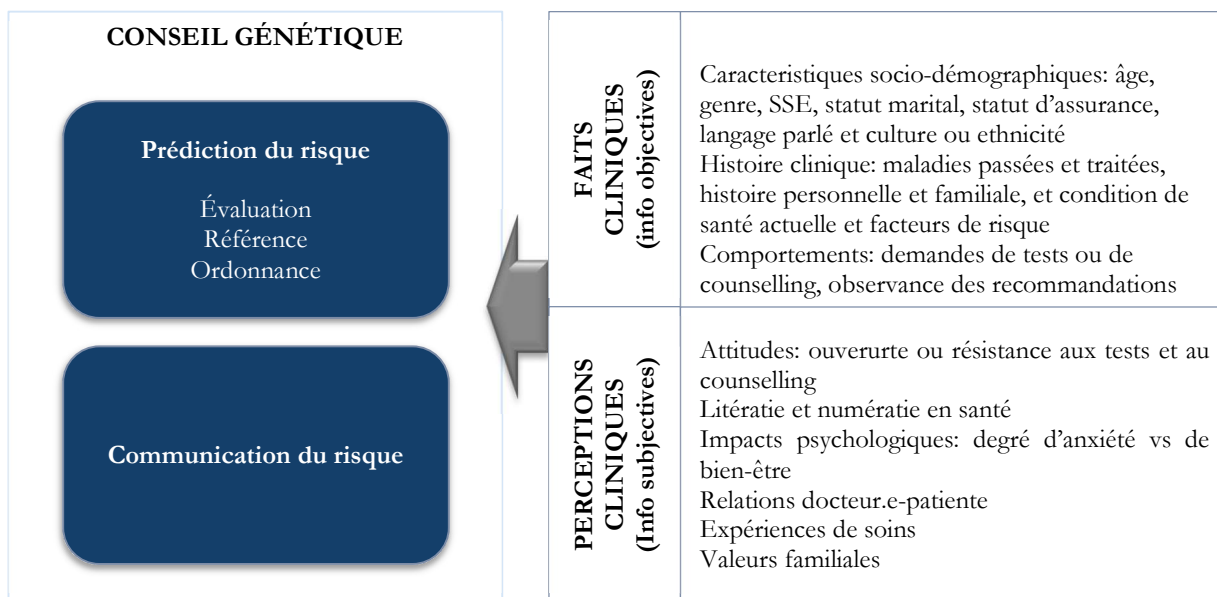 CONSEIL GÉNÉTIQUE
Prédiction du risque
Évaluation
Référence
Ordonnance
Communication du risque
FAITS
CLINIQUES
(info objectives)
Caracteristiques socio-démographiques: âge,
genre, SSE, statut marital, statut d'assurance,
langage parlé et culture ou ethnicité
Histoire clinique: maladies passées et traitées,
histoire personnelle et familiale, et condition de
santé actuelle et facteurs de risque
Comportements: demandes de tests ou de
counselling, observance des recommandations
PERCEPTIONS
CLINIQUES
(Info subjectives)
Attitudes: ouverurte ou résistance aux tests et au
counselling
Litératie et numératie en santé
Impacts psychologiques: degré d'anxiété vs de
bien-être
Relations docteur.e-patiente
Expériences de soins
Valeurs familiales